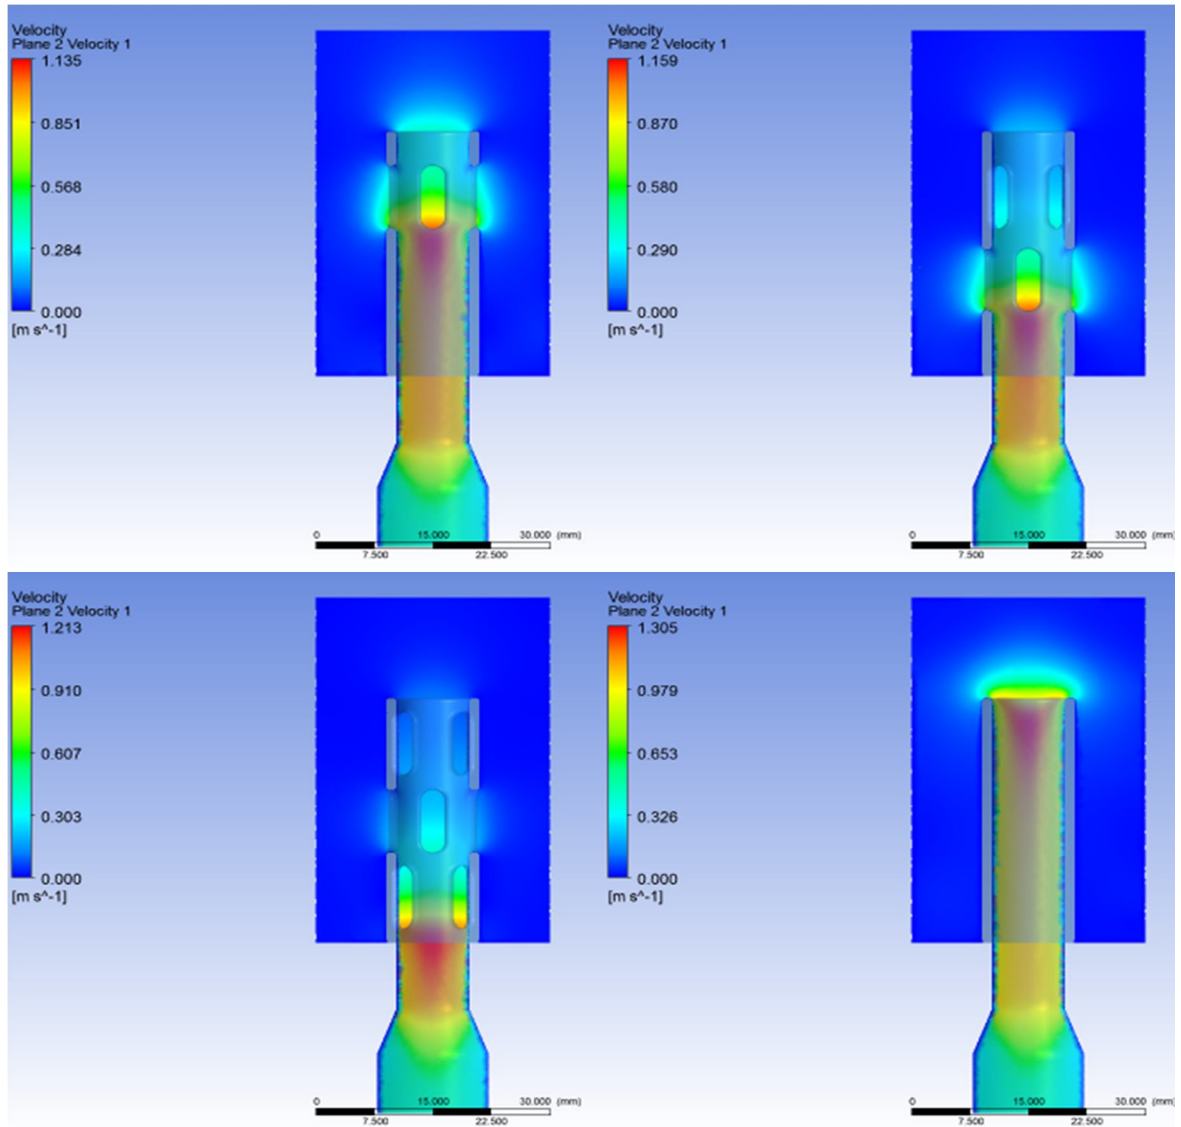 Velocity
Plane 2 Velocity 1
1.135
0.851
0.568
0.284
0.000
[m s^-1]
0 15.000 30.000 (mm)
7.500 22.500
Velocity
Plane 2 Velocity 1
1.159
0.870
0.580
0.290
0.000
[m s^-1]
0 15.000 30.000 (mm)
7.500 22.500
Velocity
Plane 2 Velocity 1
1.213
0.910
0.607
0.303
0.000
[m s^-1]
0 15.000 30.000 (mm)
7.500 22.500
Velocity
Plane 2 Velocity 1
1.305
0.979
0.653
0.326
0.000
[m s^-1]
0 15.000 30.000 (mm)
7.500 22.500